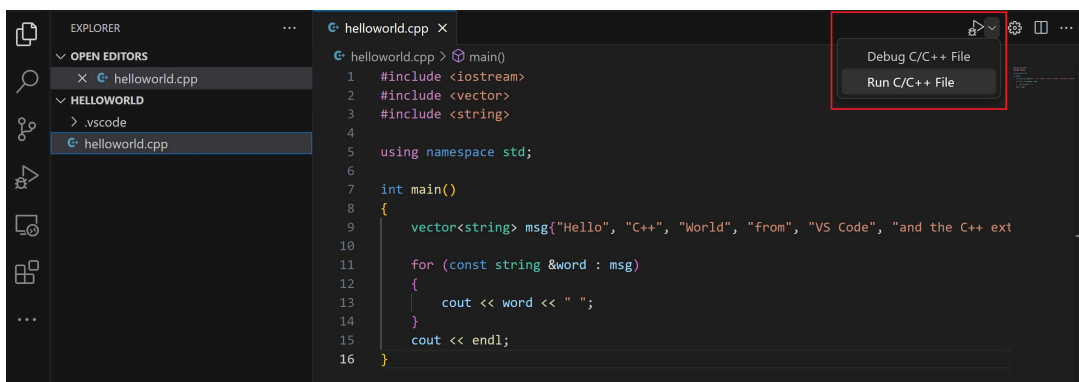 EXPLORER
OPEN EDITORS
helloworld.cpp
HELLOWORLD
.vscode
helloworld.cpp
helloworld.cpp
helloworld.cpp > main()
Debug C/C++ File
Run C/C++ File
1 #include <iostream>
2 #include <vector>
3 #include <string>
4
5 using namespace std;
6
7 int main()
8 {
9 vector<string> msg{"Hello", "C++", "World", "from", "VS Code", "and the C++ ext
10
11 for (const string &word : msg)
12 {
13 cout << word << " ";
14 }
15 cout << endl;
16 }